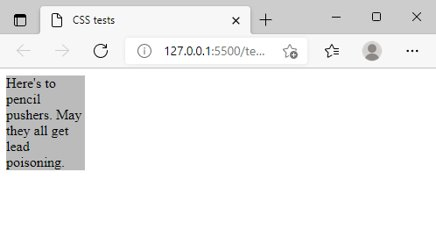 CSS tests
127.0.0.1:5500/te...
Here's to
pencil
pushers. May
they all get
lead
poisoning.